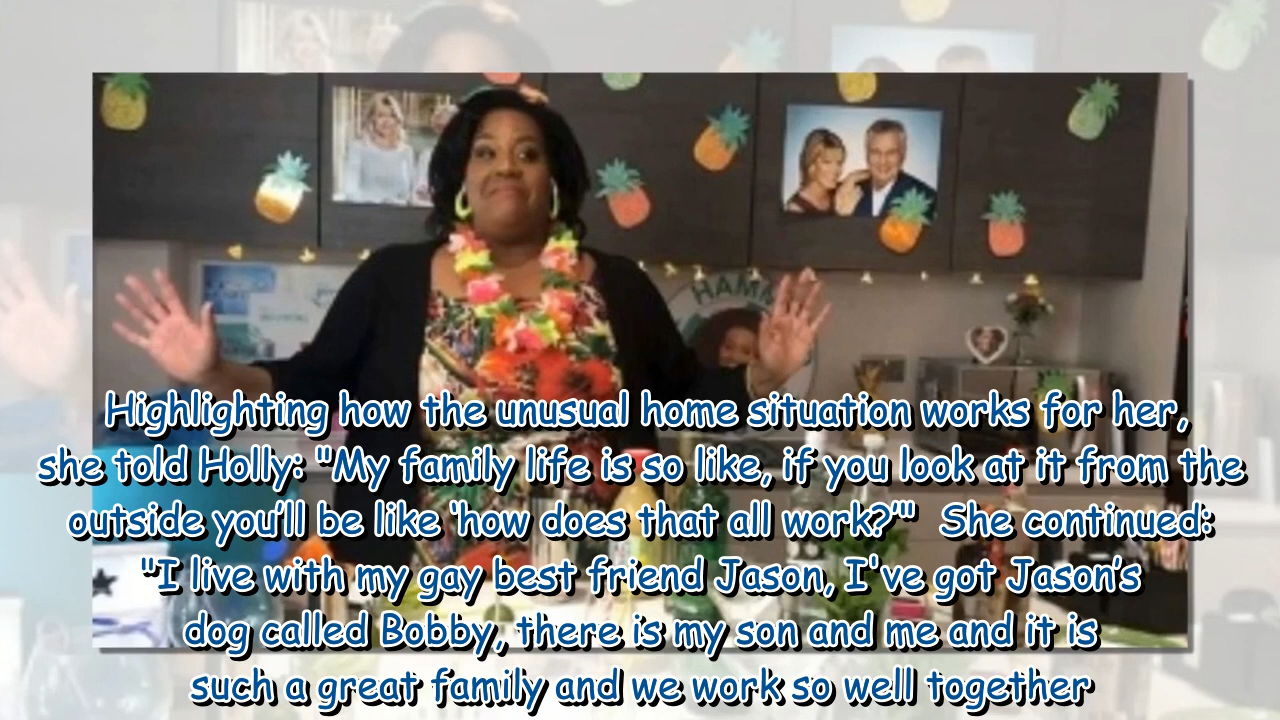 HAMM
Highlighting how the unusual home situation works for her,
she told Holly: "My family life is so like, if you look at it from the
outside you’ll be like ‘how does that all work?’"  She continued:
"I live with my gay best friend Jason, I've got Jason’s
dog called Bobby, there is my son and me and it is
such a great family and we work so well together